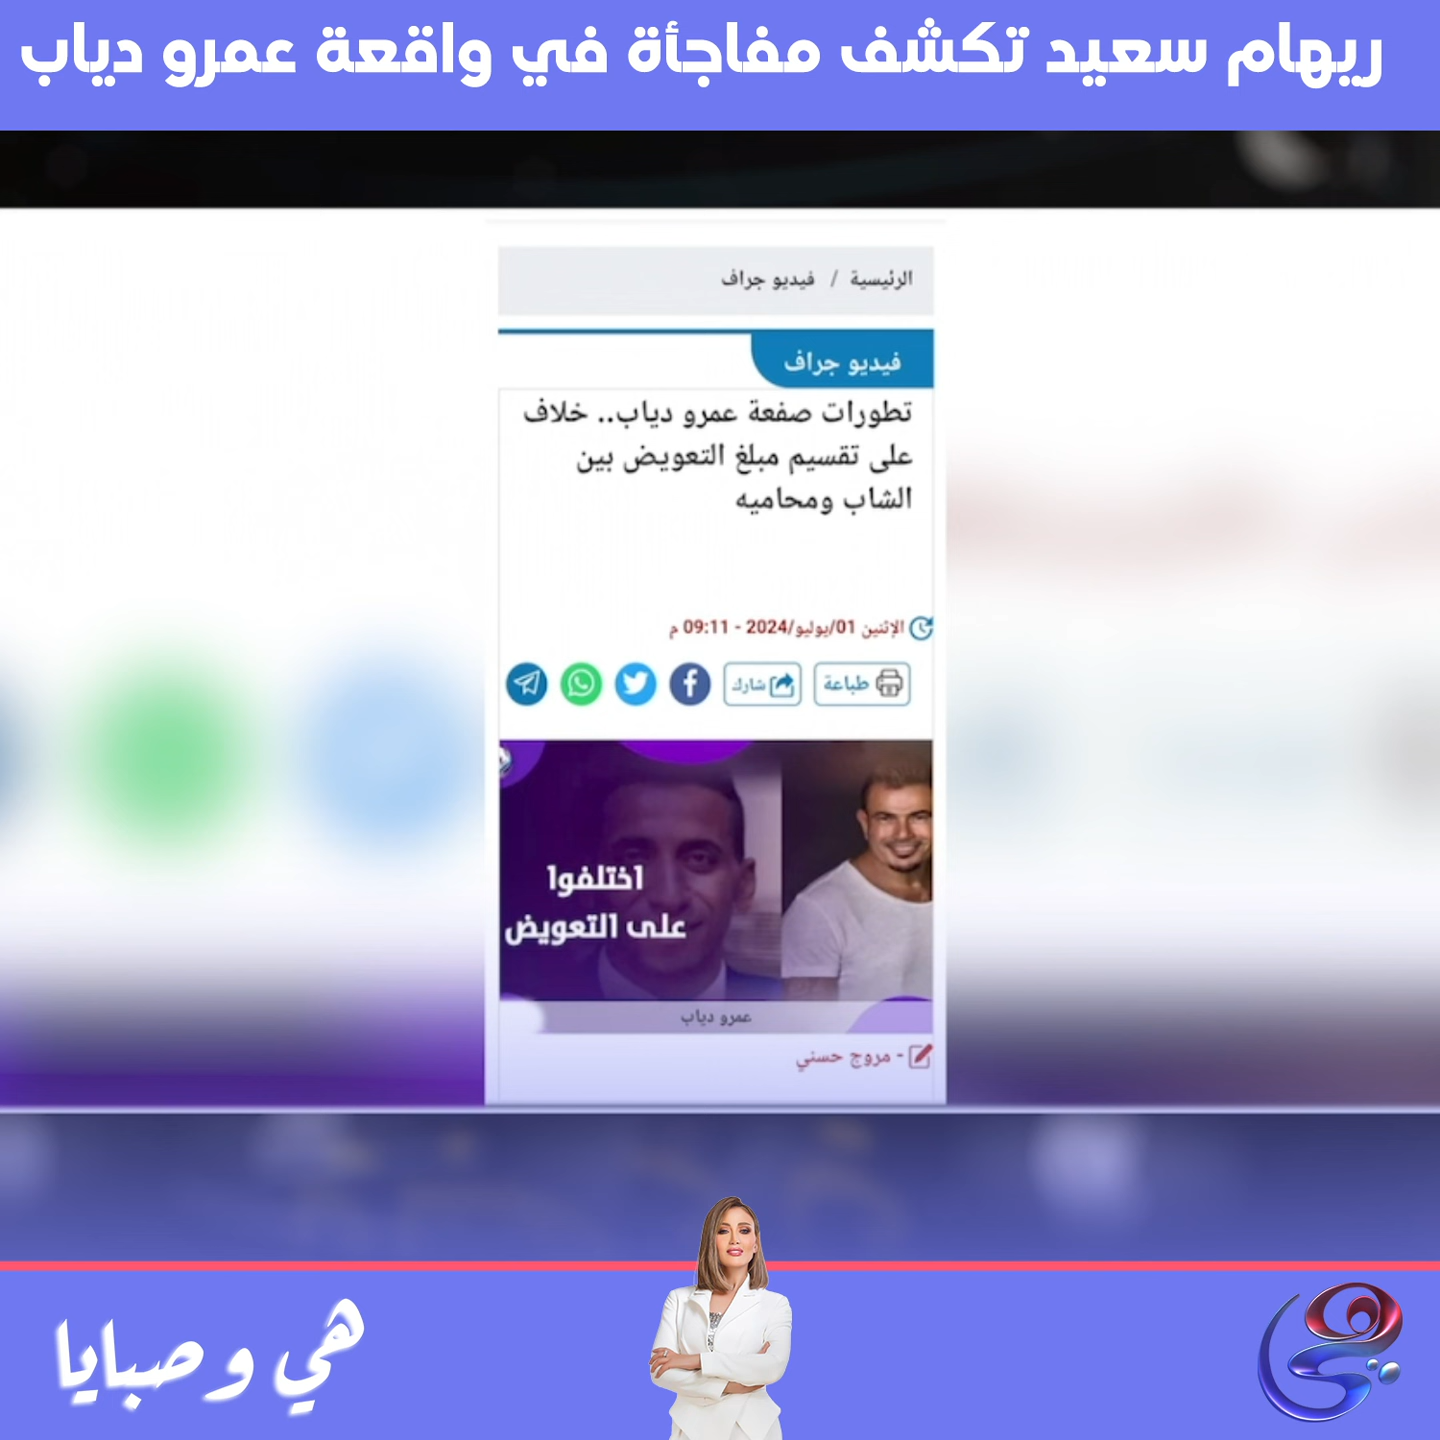 ريهام سعيد تكشف مفاجأة في واقعة عمرو دياب
الرئيسية / فيديو جراف
فيديو جراف
تطورات صفعة عمرو دياب.. خلاف
على تقسيم مبلغ التعويض بين
الشاب ومحاميه
الإثنين 01/يوليو/2024 - 09:11 م
طباعة
شارك
اختلفوا
على التعويض
عمرو دياب
- مروج حسني
هي وصبايا